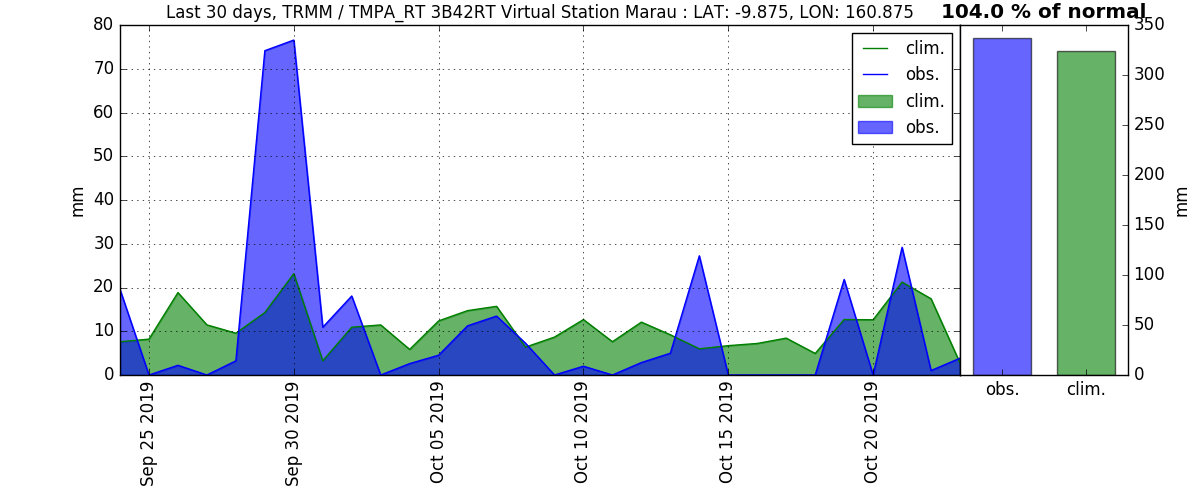 Last 30 days, TRMM / TMPA_RT 3B42RT Virtual Station Marau : LAT: -9.875, LON: 160.875
104.0 % of normal
80
70
60
50
40
30
20
10
0
mm
clim.
obs.
clim.
obs.
350
300
250
200
150
100
50
0
mm
Sep 25 2019
Sep 30 2019
Oct 05 2019
Oct 10 2019
Oct 15 2019
Oct 20 2019
obs.
clim.